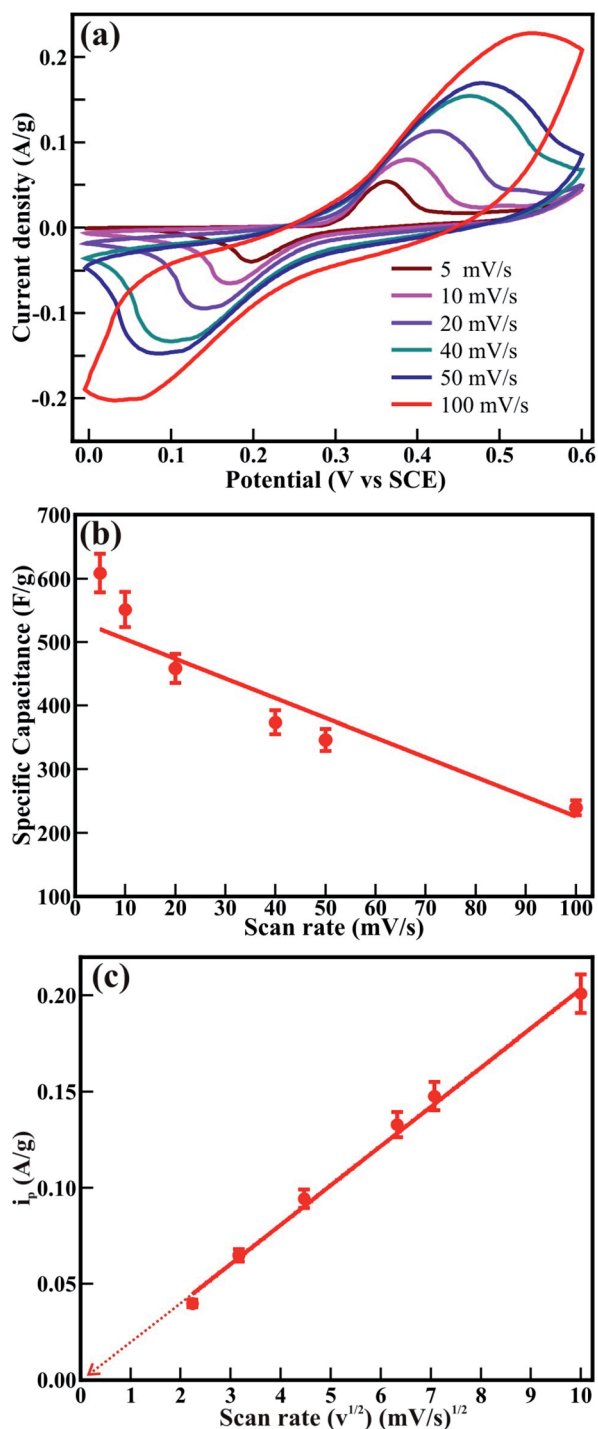 (a)
0.2
0.1
0.0
-0.1
-0.2
Current density (A/g)
5 mV/s
10 mV/s
20 mV/s
40 mV/s
50 mV/s
100 mV/s
0.0 0.1 0.2 0.3 0.4 0.5 0.6
Potential (V vs SCE)
(b)
700
600
500
400
300
200
100
Specific Capacitance (F/g)
0 10 20 30 40 50 60 70 80 90 100
Scan rate (mV/s)
(c)
0.20
0.15
0.10
0.05
0.00
iₚ (A/g)
0 1 2 3 4 5 6 7 8 9 10
Scan rate (v¹ᐟ²) (mV/s)¹ᐟ²